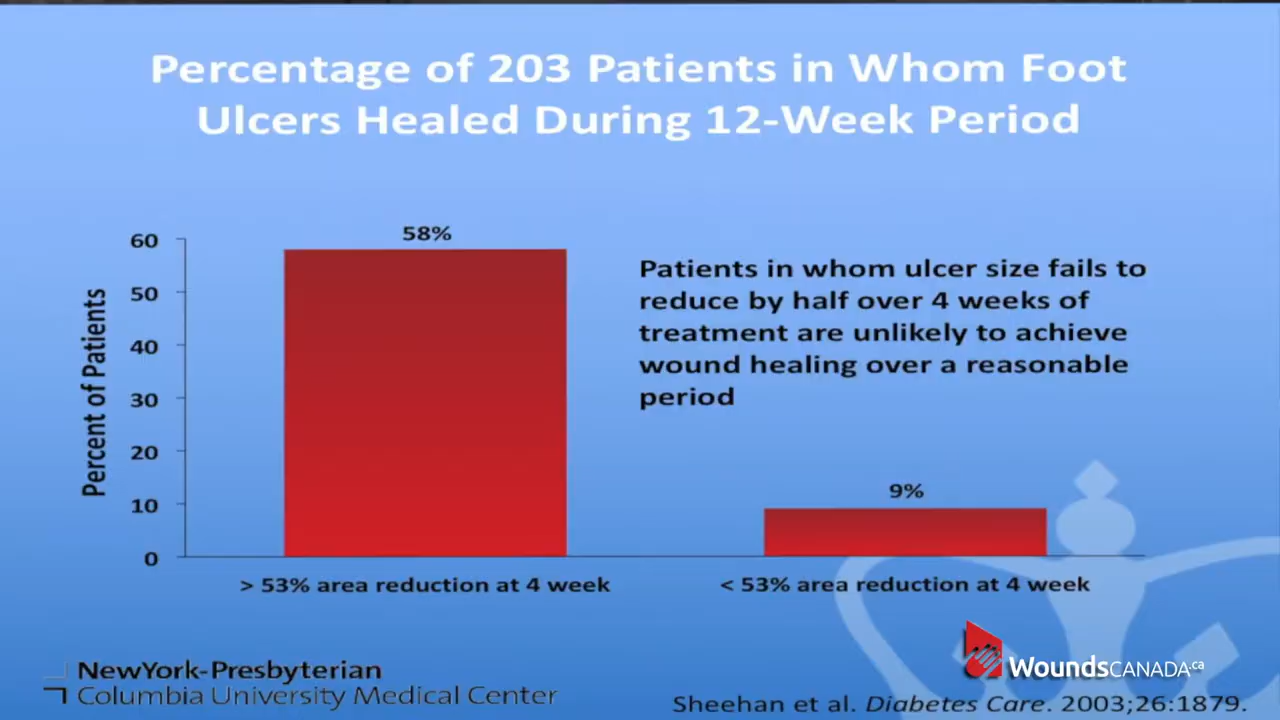 Percentage of 203 Patients in Whom Foot
Ulcers Healed During 12-Week Period
Percent of Patients
60
50
40
30
20
10
0
58%
9%
> 53% area reduction at 4 week
< 53% area reduction at 4 week
Patients in whom ulcer size fails to
reduce by half over 4 weeks of
treatment are unlikely to achieve
wound healing over a reasonable
period
NewYork-Presbyterian
Columbia University Medical Center
WoundsCANADA.ca
Sheehan et al. Diabetes Care. 2003;26:1879.